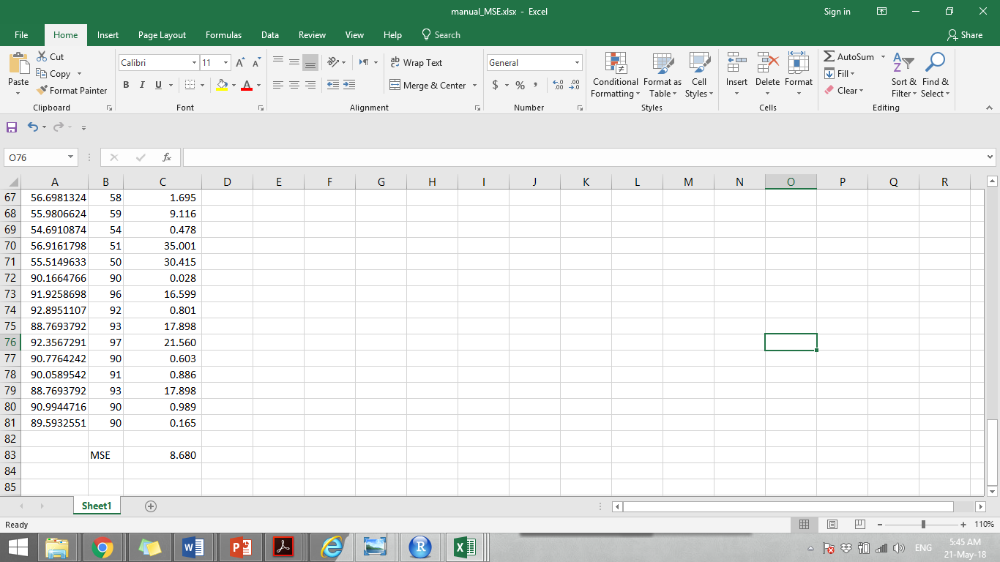 manual_MSE.xlsx - Excel
Sign in
File Home Insert Page Layout Formulas Data Review View Help Search Share
Paste
Cut
Copy
Format Painter
Clipboard
Calibri 11
B I U
Font
Wrap Text
Merge & Center
Alignment
General
$ % ,
Number
Conditional Formatting
Format as Table
Cell Styles
Styles
Insert Delete Format
Cells
AutoSum
Fill
Clear
Sort & Filter
Find & Select
Editing
O76
fx
A B C D E F G H I J K L M N O P Q R
67 56.6981324 58 1.695
68 55.9806624 59 9.116
69 54.6910874 54 0.478
70 56.9161798 51 35.001
71 55.5149633 50 30.415
72 90.1664766 90 0.028
73 91.9258698 96 16.599
74 92.8951107 92 0.801
75 88.7693792 93 17.898
76 92.3567291 97 21.560
77 90.7764242 90 0.603
78 90.0589542 91 0.886
79 88.7693792 93 17.898
80 90.9944716 90 0.989
81 89.5932551 90 0.165
82
83 MSE 8.680
84
85
Sheet1
Ready
110%
ENG
5:45 AM
21-May-18